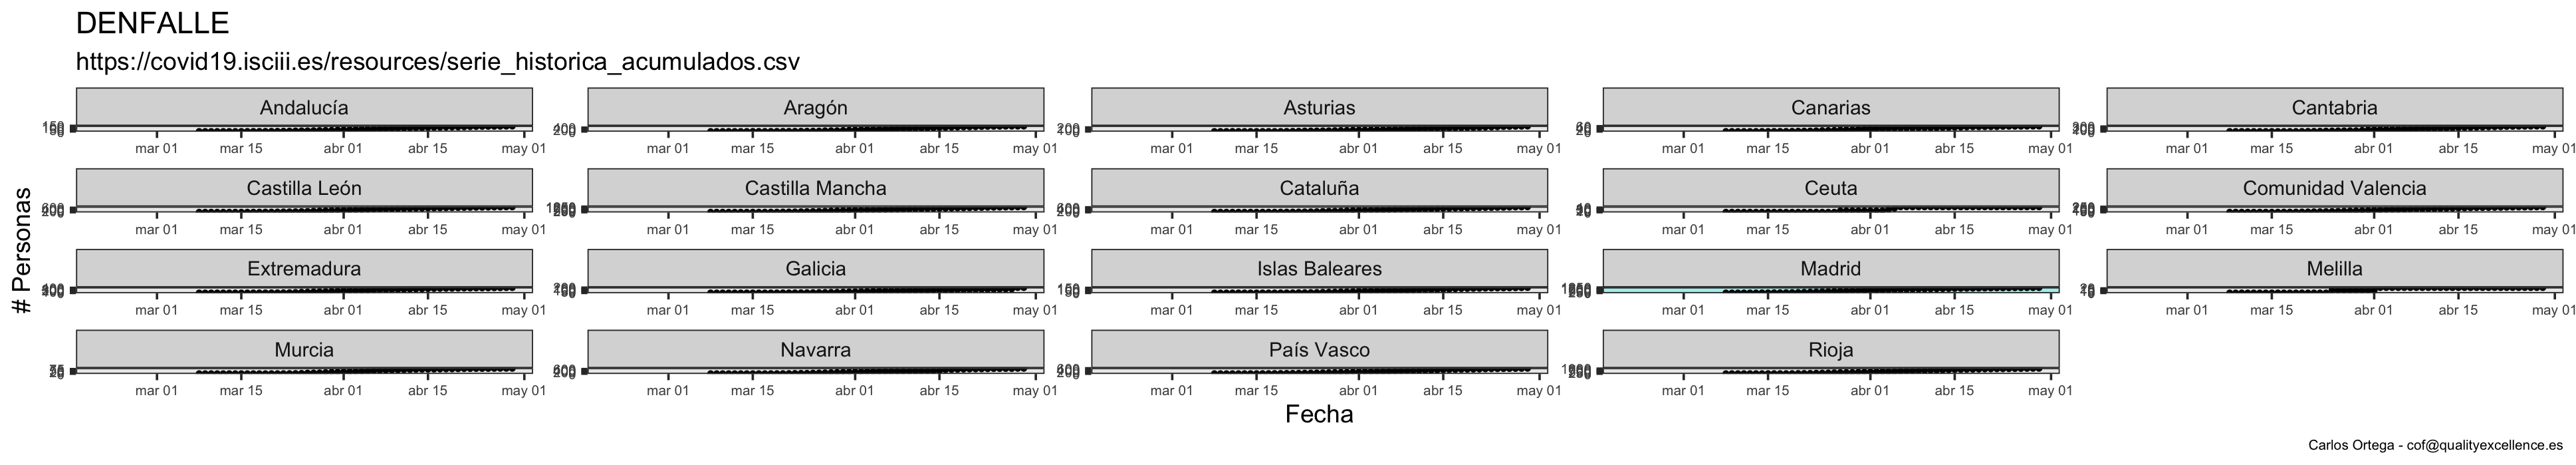 DENFALLE
https://covid19.isciii.es/resources/serie_historica_acumulados.csv
Andalucía Aragón Asturias Canarias Cantabria
mar 01 mar 15 abr 01 abr 15 may 01 mar 01 mar 15 abr 01 abr 15 may 01 mar 01 mar 15 abr 01 abr 15 may 01 mar 01 mar 15 abr 01 abr 15 may 01 mar 01 mar 15 abr 01 abr 15 may 01
Castilla León Castilla Mancha Cataluña Ceuta Comunidad Valencia
mar 01 mar 15 abr 01 abr 15 may 01 mar 01 mar 15 abr 01 abr 15 may 01 mar 01 mar 15 abr 01 abr 15 may 01 mar 01 mar 15 abr 01 abr 15 may 01 mar 01 mar 15 abr 01 abr 15 may 01
# Personas
Extremadura Galicia Islas Baleares Madrid Melilla
mar 01 mar 15 abr 01 abr 15 may 01 mar 01 mar 15 abr 01 abr 15 may 01 mar 01 mar 15 abr 01 abr 15 may 01 mar 01 mar 15 abr 01 abr 15 may 01 mar 01 mar 15 abr 01 abr 15 may 01
Murcia Navarra País Vasco Rioja
mar 01 mar 15 abr 01 abr 15 may 01 mar 01 mar 15 abr 01 abr 15 may 01 mar 01 mar 15 abr 01 abr 15 may 01 mar 01 mar 15 abr 01 abr 15 may 01
Fecha
Carlos Ortega - cof@qualityexcellence.es